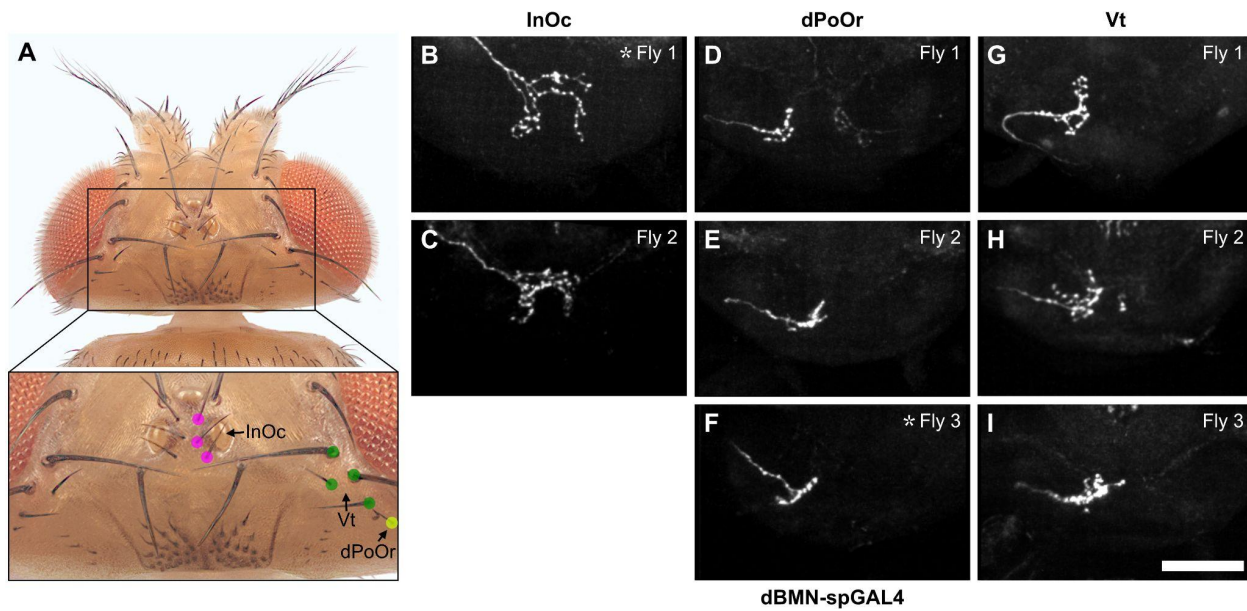 InOc
dPoOr
Vt
A
B
* Fly 1
D
Fly 1
G
Fly 1
C
Fly 2
E
Fly 2
H
Fly 2
F
* Fly 3
I
Fly 3
InOc
Vt
dPoOr
dBMN-spGAL4